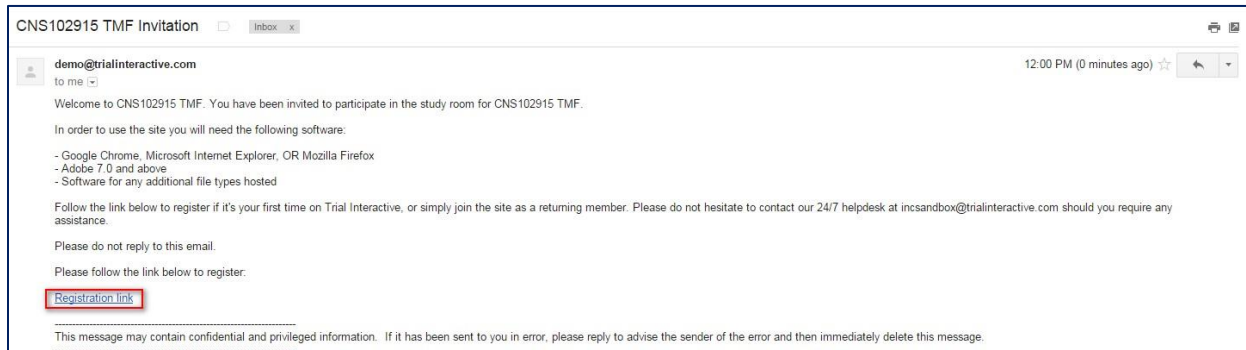 CNS102915 TMF Invitation Inbox x
demo@trialinteractive.com 12:00 PM (0 minutes ago)
to me
Welcome to CNS102915 TMF. You have been invited to participate in the study room for CNS102915 TMF.
In order to use the site you will need the following software:
- Google Chrome, Microsoft Internet Explorer, OR Mozilla Firefox
- Adobe 7.0 and above
- Software for any additional file types hosted
Follow the link below to register if it's your first time on Trial Interactive, or simply join the site as a returning member. Please do not hesitate to contact our 24/7 helpdesk at incsandbox@trialinteractive.com should you require any
assistance.
Please do not reply to this email.
Please follow the link below to register:
Registration link
------------------------------------------------------------------------
This message may contain confidential and privileged information. If it has been sent to you in error, please reply to advise the sender of the error and then immediately delete this message.